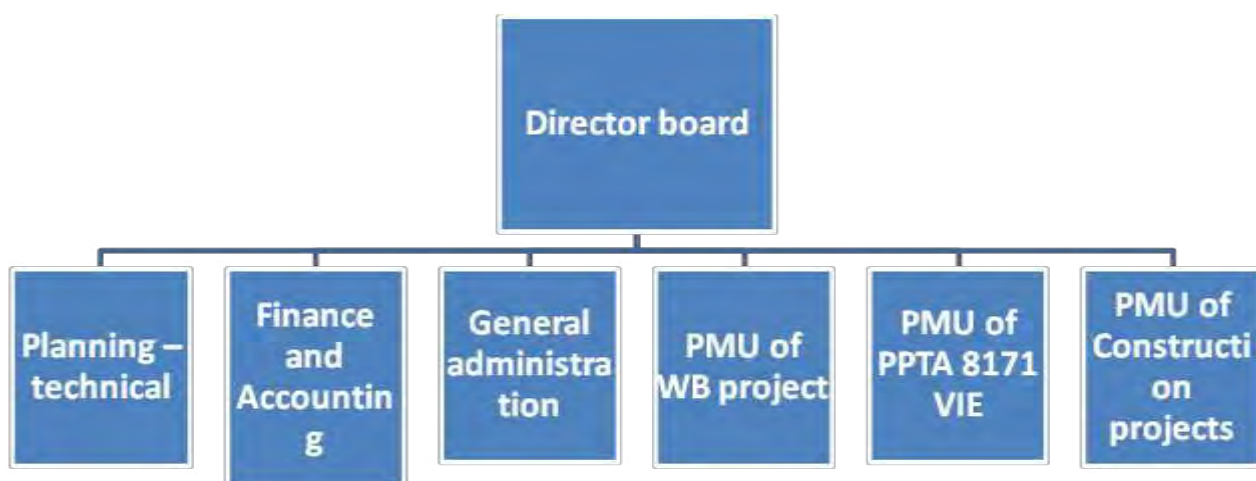 Director board
Planning –
technical
Finance
and
Accountin
g
General
administra
tion
PMU of
WB project
PMU of
PPTA 8171
VIE
PMU of
Constructi
on
projects